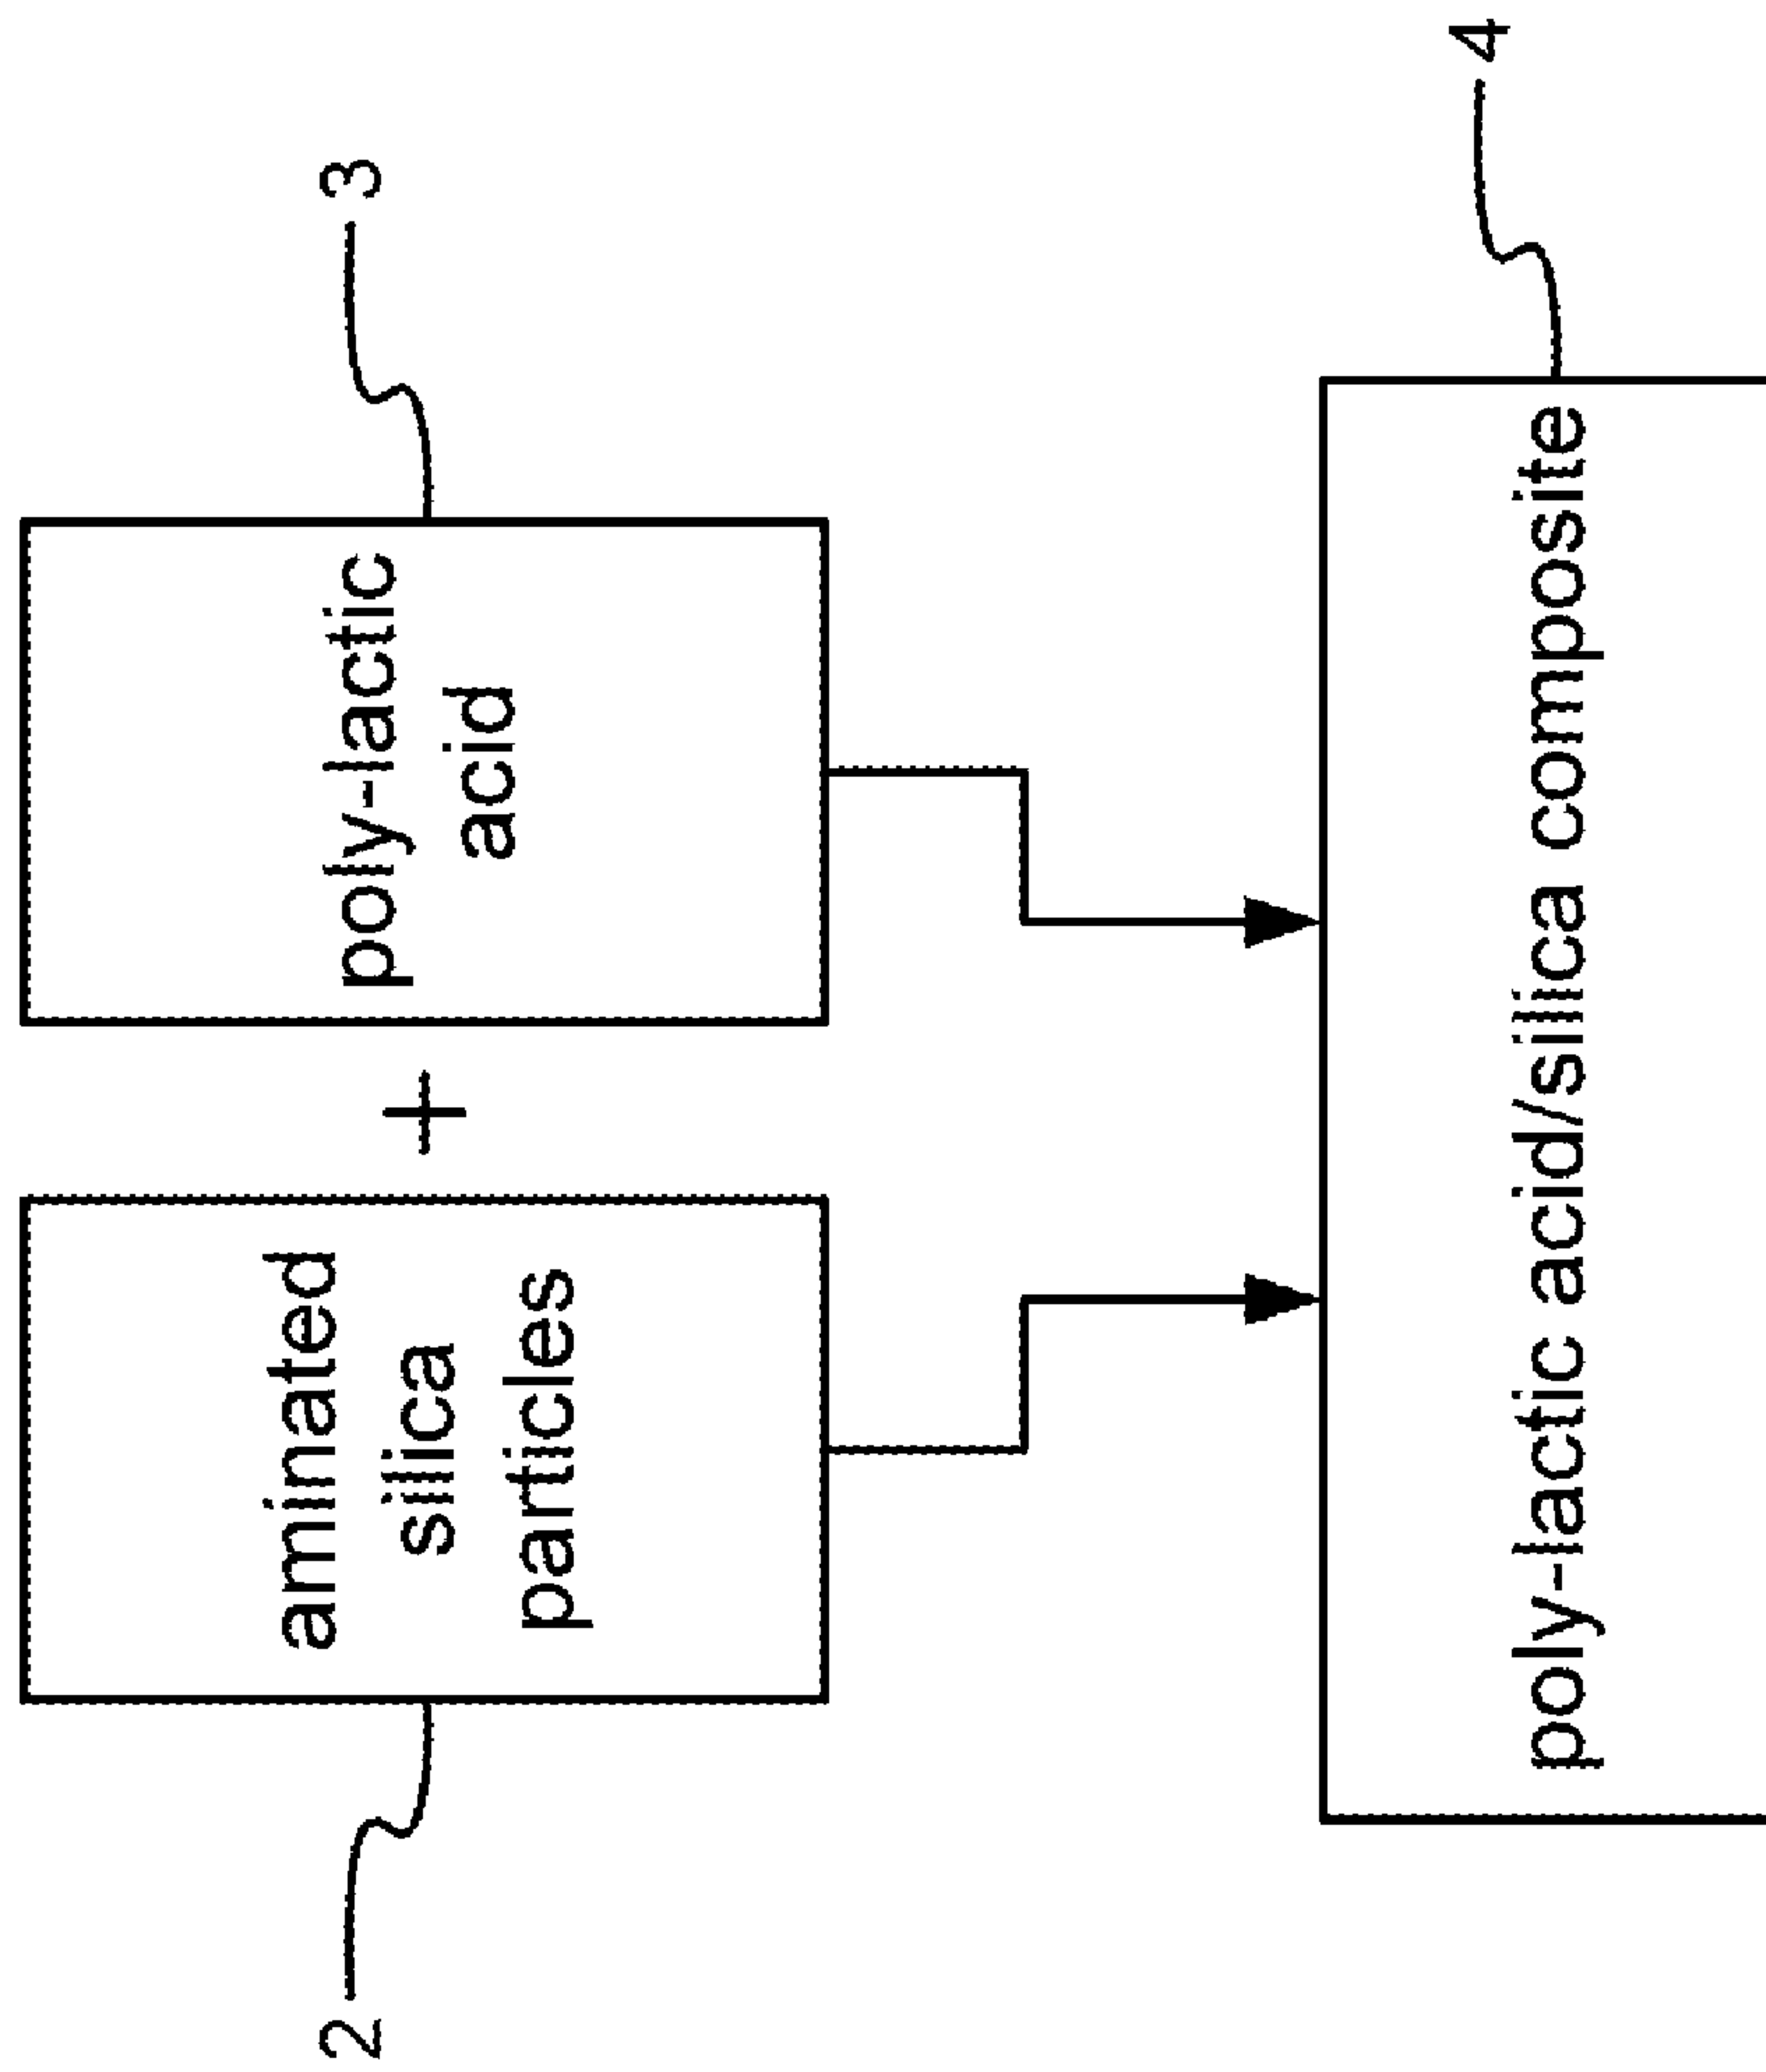 2
aminated
silica
particles
+
poly-lactic
acid
3
poly-lactic acid/silica composite
4